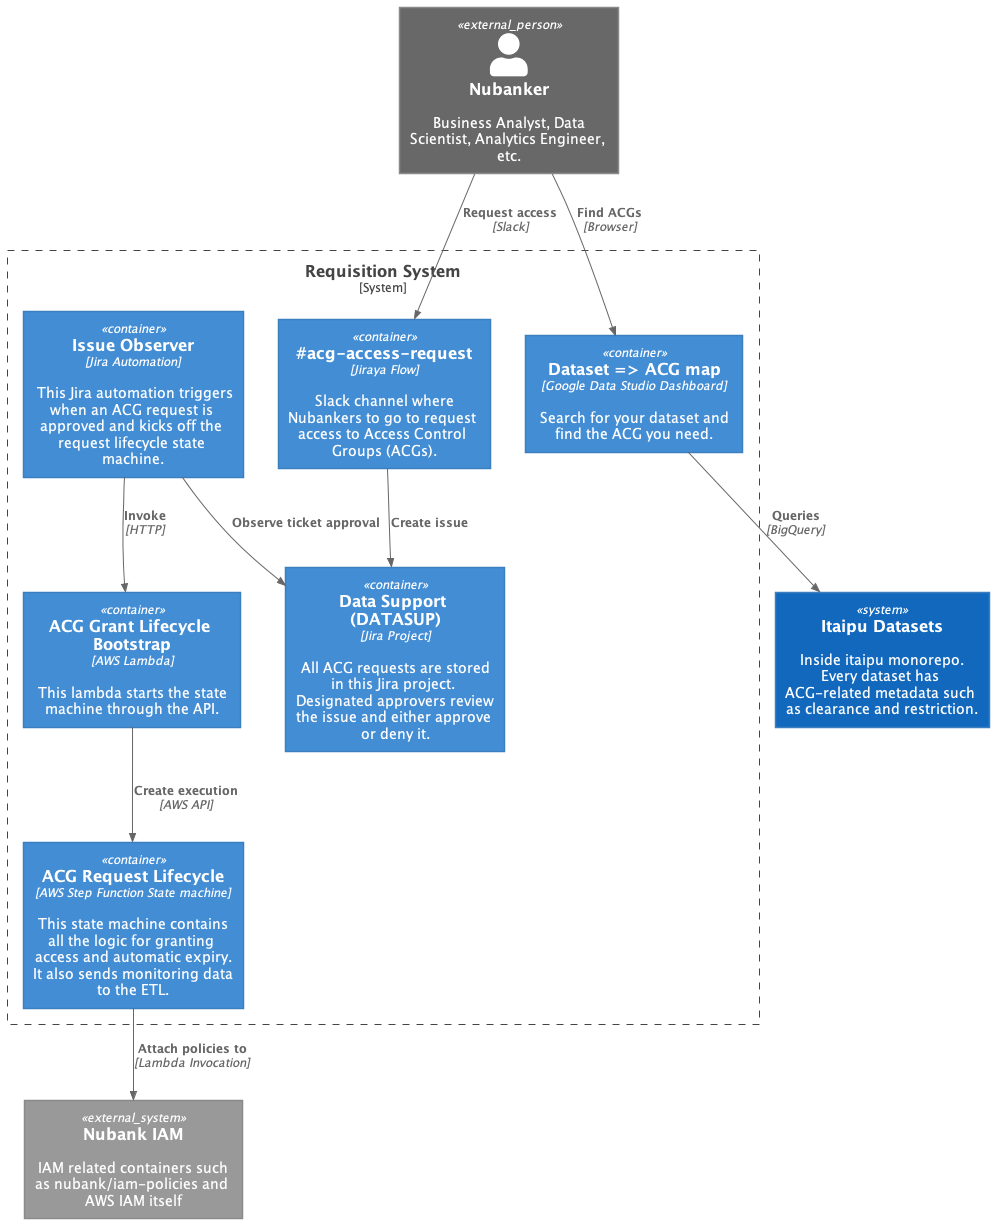 «external_person»
Nubanker
Business Analyst, Data
Scientist, Analytics Engineer,
etc.
Request access
[Slack]
Find ACGs
[Browser]
Requisition System
[System]
«container»
Issue Observer
[Jira Automation]
This Jira automation triggers
when an ACG request is
approved and kicks off the
request lifecycle state
machine.
«container»
#acg-access-request
[Jiraya Flow]
Slack channel where
Nubankers to go to request
access to Access Control
Groups (ACGs).
«container»
Dataset => ACG map
[Google Data Studio Dashboard]
Search for your dataset and
find the ACG you need.
Invoke
[HTTP]
Observe ticket approval
Create issue
Queries
[BigQuery]
«container»
ACG Grant Lifecycle
Bootstrap
[AWS Lambda]
This lambda starts the state
machine through the API.
«container»
Data Support
(DATASUP)
[Jira Project]
All ACG requests are stored
in this Jira project.
Designated approvers review
the issue and either approve
or deny it.
«system»
Itaipu Datasets
Inside itaipu monorepo.
Every dataset has
ACG-related metadata such
as clearance and restriction.
Create execution
[AWS API]
«container»
ACG Request Lifecycle
[AWS Step Function State machine]
This state machine contains
all the logic for granting
access and automatic expiry.
It also sends monitoring data
to the ETL.
Attach policies to
[Lambda Invocation]
«external_system»
Nubank IAM
IAM related containers such
as nubank/iam-policies and
AWS IAM itself